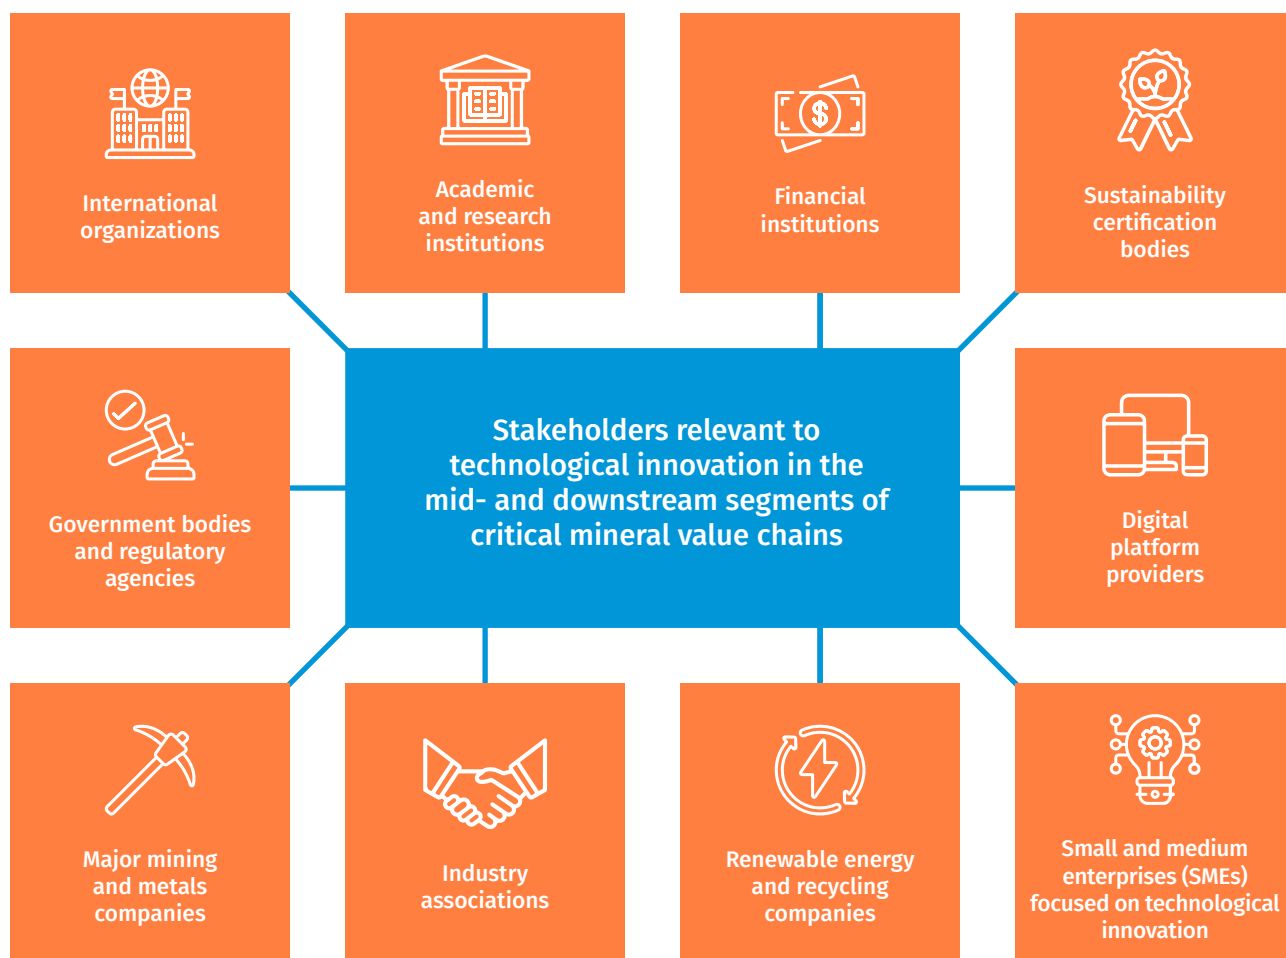 International
organizations
Academic
and research
institutions
Financial
institutions
Sustainability
certification
bodies
Government bodies
and regulatory
agencies
Stakeholders relevant to
technological innovation in the
mid- and downstream segments of
critical mineral value chains
Digital
platform
providers
Major mining
and metals
companies
Industry
associations
Renewable energy
and recycling
companies
Small and medium
enterprises (SMEs)
focused on technological
innovation